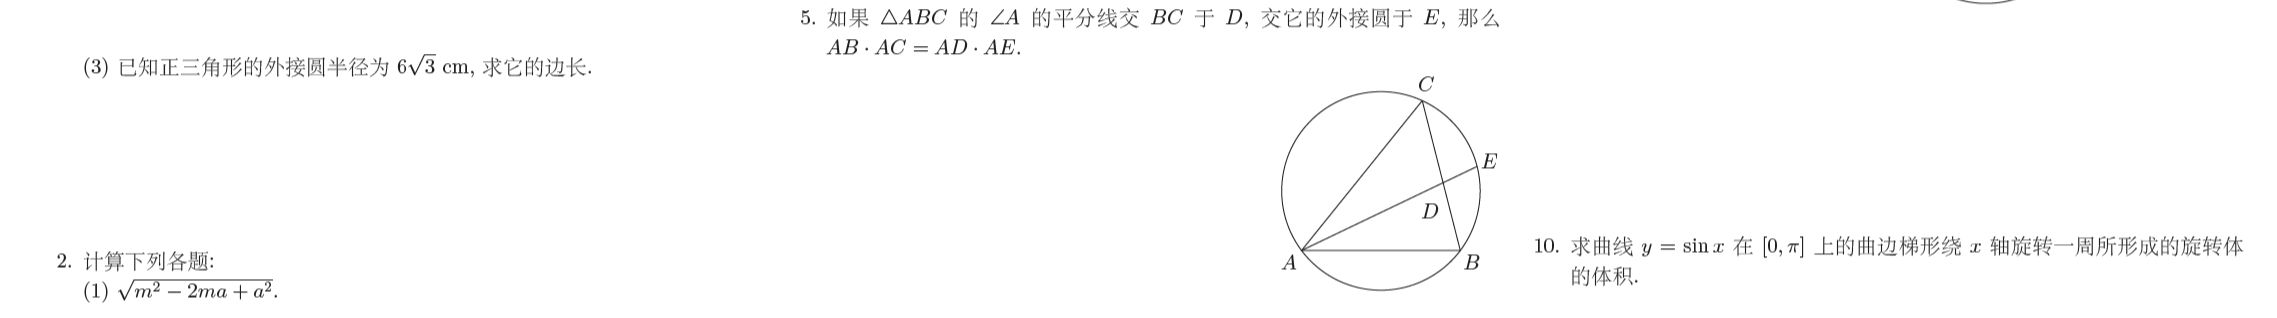 (3) 已知正三角形的外接圆半径为 6√3 cm, 求它的边长.
2. 计算下列各题:
(1) √(m² − 2ma + a²).
5. 如果 △ABC 的 ∠A 的平分线交 BC 于 D, 交它的外接圆于 E, 那么
AB · AC = AD · AE.
C
E
D
A
B
10. 求曲线 y = sin x 在 [0, π] 上的曲边梯形绕 x 轴旋转一周所形成的旋转体
的体积.